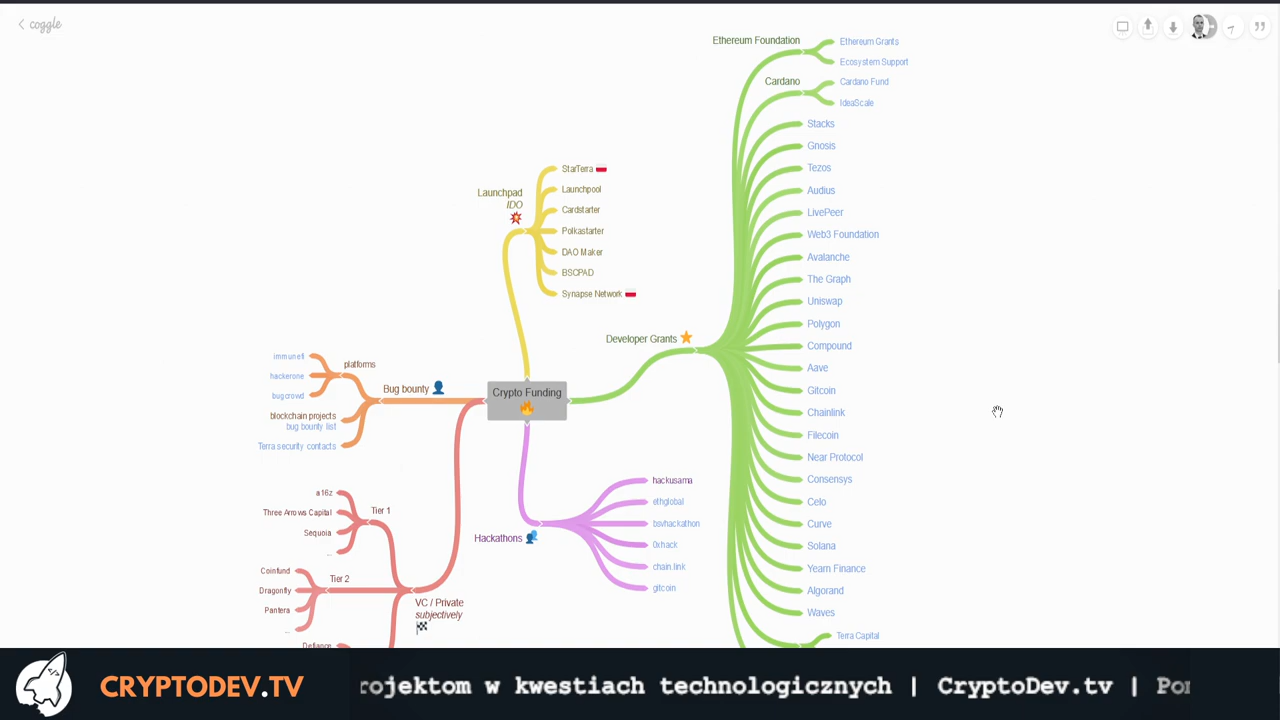 coggle
Ethereum Foundation
Ethereum Grants
Ecosystem Support
Cardano
Cardano Fund
IdeaScale
Stacks
Gnosis
Tezos
Audius
LivePeer
Web3 Foundation
Avalanche
The Graph
Uniswap
Polygon
Compound
Aave
Gitcoin
Chainlink
Filecoin
Near Protocol
Consensys
Celo
Curve
Solana
Yearn Finance
Algorand
Waves
Terra Capital
Developer Grants
Launchpad
IDO
StarTerra
Launchpool
Cardstarter
Polkastarter
DAO Maker
BSCPAD
Synapse Network
Crypto Funding
Bug bounty
platforms
immunefi
hackerone
bugcrowd
blockchain projects
bug bounty list
Terra security contacts
Hackathons
hackusama
ethglobal
bsvhackathon
0xhack
chain.link
gitcoin
VC / Private
subjectively
Tier 1
a16z
Three Arrows Capital
Sequoia
...
Tier 2
Coinfund
Dragonfly
Pantera
...
Defiance
CRYPTODEV.TV
rojektom w kwestiach technologicznych | CryptoDev.tv | Por